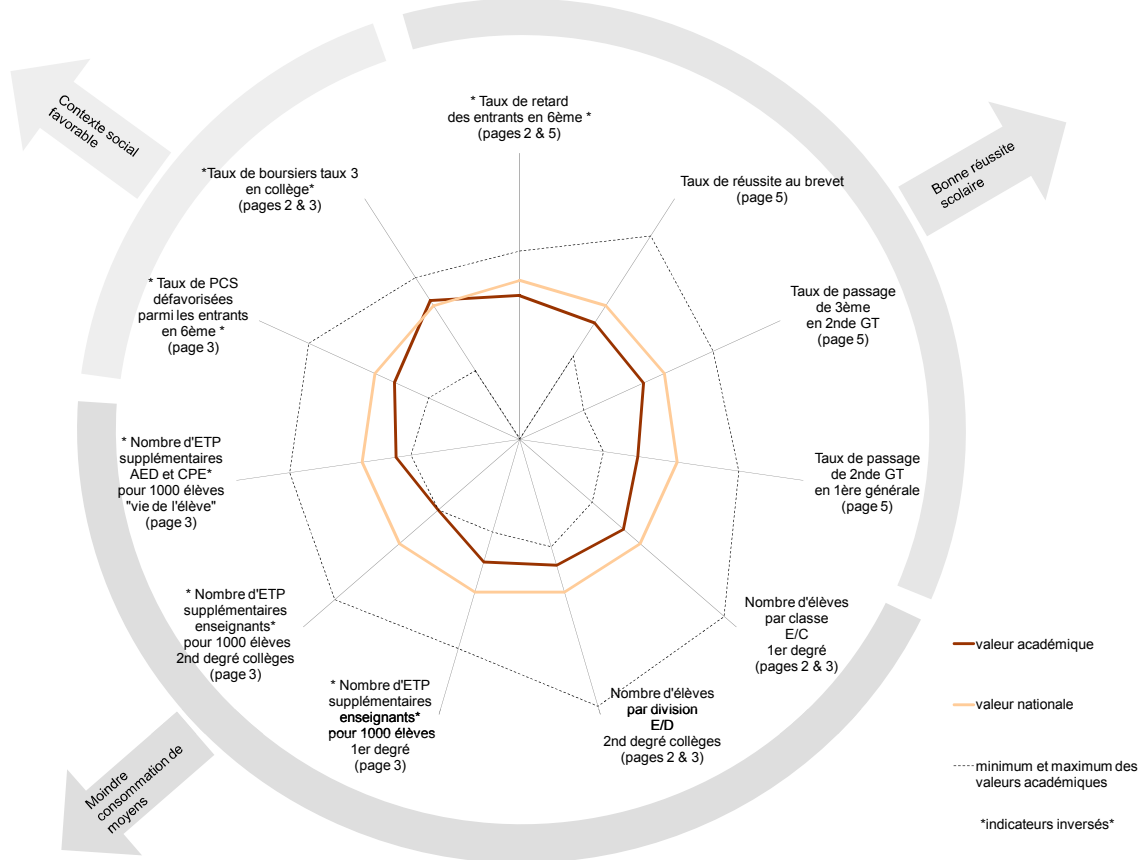 * Taux de retard
des entrants en 6ème *
(pages 2 & 5)
Taux de réussite au brevet
(page 5)
Taux de passage
de 3ème
en 2nde GT
(page 5)
Taux de passage
de 2nde GT
en 1ère générale
(page 5)
Nombre d'élèves
par classe
E/C
1er degré
(pages 2 & 3)
Nombre d'élèves
par division
E/D
2nd degré collèges
(pages 2 & 3)
* Nombre d'ETP
supplémentaires
enseignants*
pour 1000 élèves
1er degré
(page 3)
* Nombre d'ETP
supplémentaires
enseignants*
pour 1000 élèves
2nd degré collèges
(page 3)
* Nombre d'ETP
supplémentaires
AED et CPE*
pour 1000 élèves
"vie de l'élève"
(page 3)
* Taux de PCS
défavorisées
parmi les entrants
en 6ème *
(page 3)
*Taux de boursiers taux 3
en collège*
(pages 2 & 3)
Contexte social
favorable
Bonne réussite
scolaire
Moindre
consommation de
moyens
valeur académique
valeur nationale
minimum et maximum des
valeurs académiques
*indicateurs inversés*